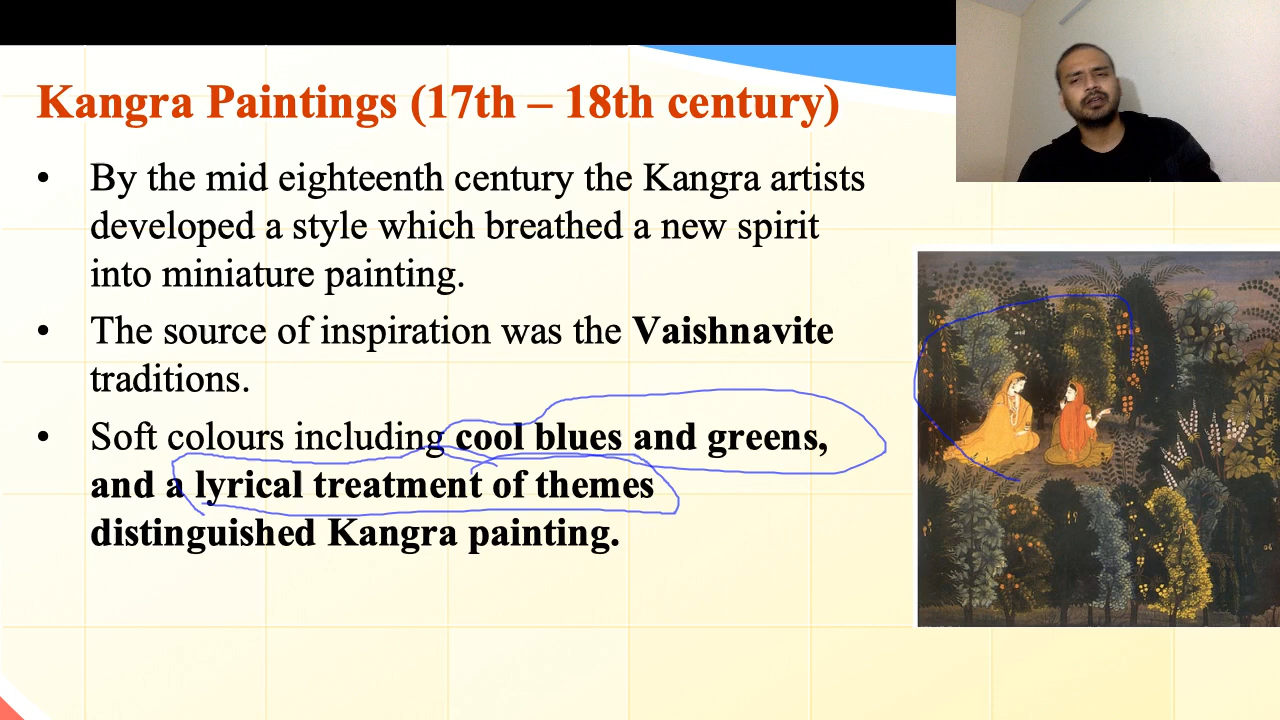 Kangra Paintings (17th – 18th century)
• By the mid eighteenth century the Kangra artists
developed a style which breathed a new spirit
into miniature painting.
• The source of inspiration was the Vaishnavite
traditions.
• Soft colours including cool blues and greens,
and a lyrical treatment of themes
distinguished Kangra painting.